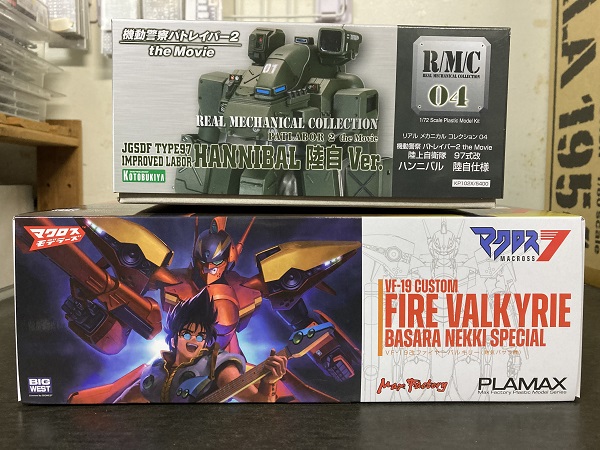 機動警察パトレイバー2
the Movie
01
REAL MECHANICAL COLLECTION
PATLABOR 2 the Movie
JGSDF TYPE97
IMPROVED LABOR HANNIBAL 陸自 Ver.
KOTOBUKIYA
R/M/C
REAL MECHANICAL COLLECTION
04
1/72 Scale Plastic Model Kit
リアル メカニカル コレクション 04
機動警察 パトレイバー2 the Movie
陸上自衛隊 97式改
ハンニバル 陸自仕様
マクロス
モデラーズ
BIG
WEST
マクロス7
MACROSS
VF-19 CUSTOM
FIRE VALKYRIE
BASARA NEKKI SPECIAL
Max Factory
PLAMAX
Max Factory Plastic Model Series